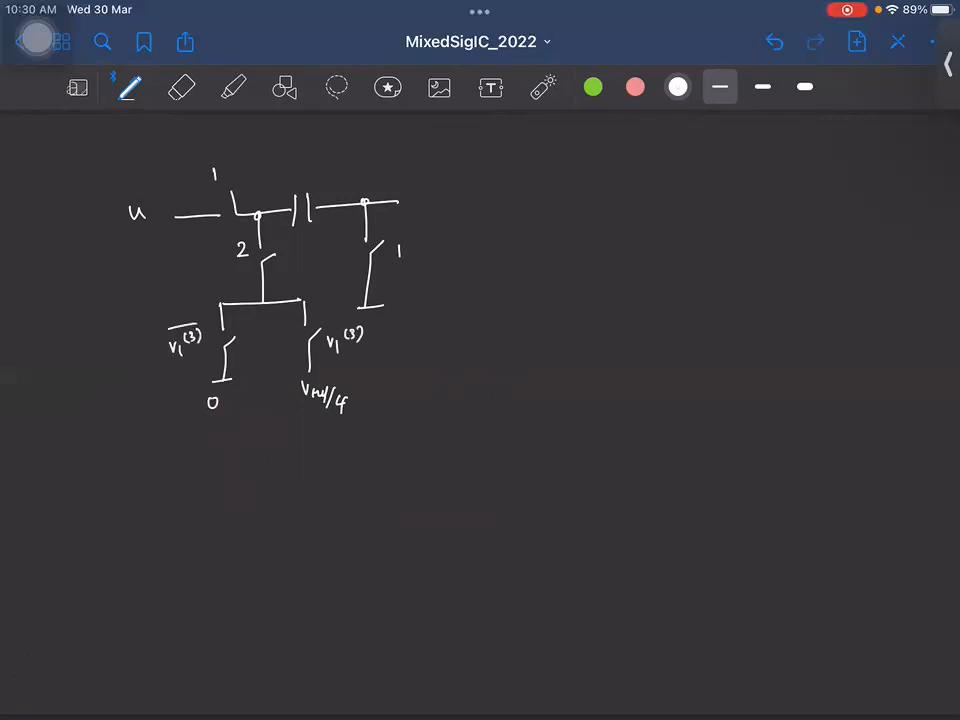 10:30 AM Wed 30 Mar
89%
MixedSigIC_2022
T
1
u
2
1
v₁⁽³⁾ v₁⁽³⁾
0
Vref/4